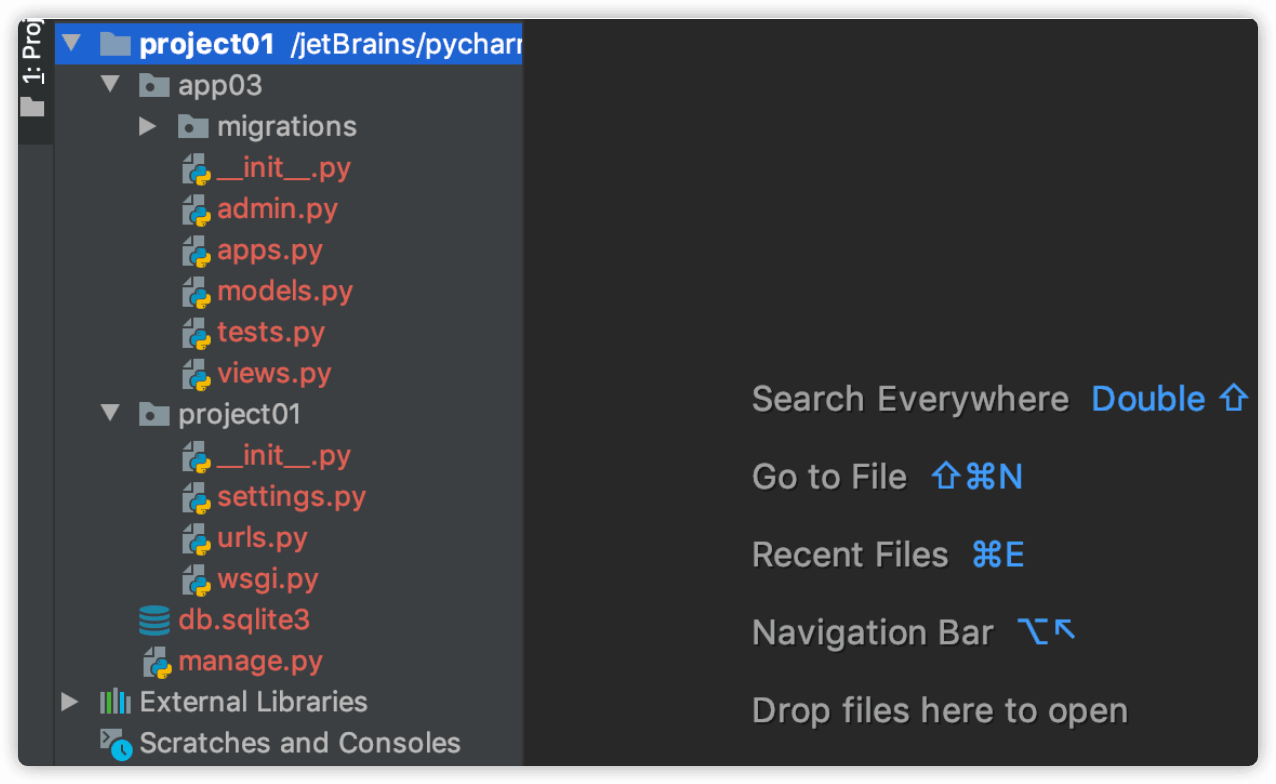 1: Proj
project01 /jetBrains/pychar
app03
migrations
__init__.py
admin.py
apps.py
models.py
tests.py
views.py
project01
__init__.py
settings.py
urls.py
wsgi.py
db.sqlite3
manage.py
External Libraries
Scratches and Consoles
Search Everywhere Double ⇧
Go to File ⇧⌘N
Recent Files ⌘E
Navigation Bar ⌥↖
Drop files here to open